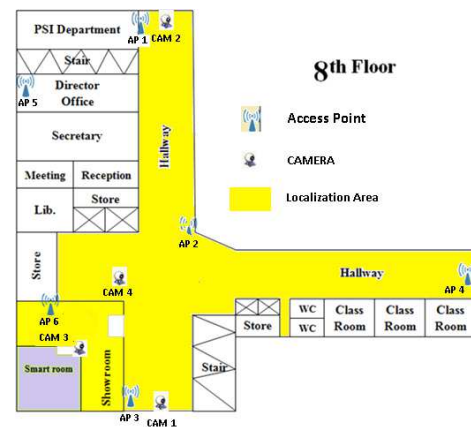 PSI Department
AP 1
CAM 2
Stair
8th Floor
Director
Office
AP 5
Access Point
Secretary
Hallway
CAMERA
Meeting
Reception
Lib.
Store
Localization Area
AP 2
Store
Hallway
CAM 4
AP 4
AP 6
CAM 3
WC
WC
Class
Room
Class
Room
Class
Room
Store
Smart room
Showroom
Stair
AP 3
CAM 1